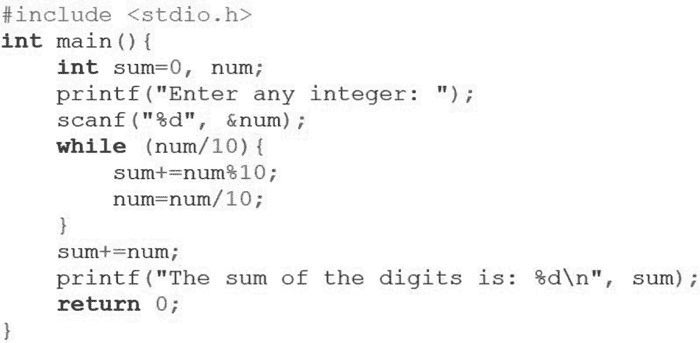 #include <stdio.h>
int main(){
    int sum=0, num;
    printf("Enter any integer: ");
    scanf("%d", &num);
    while (num/10){
        sum+=num%10;
        num=num/10;
    }
    sum+=num;
    printf("The sum of the digits is: %d\n", sum);
    return 0;
}